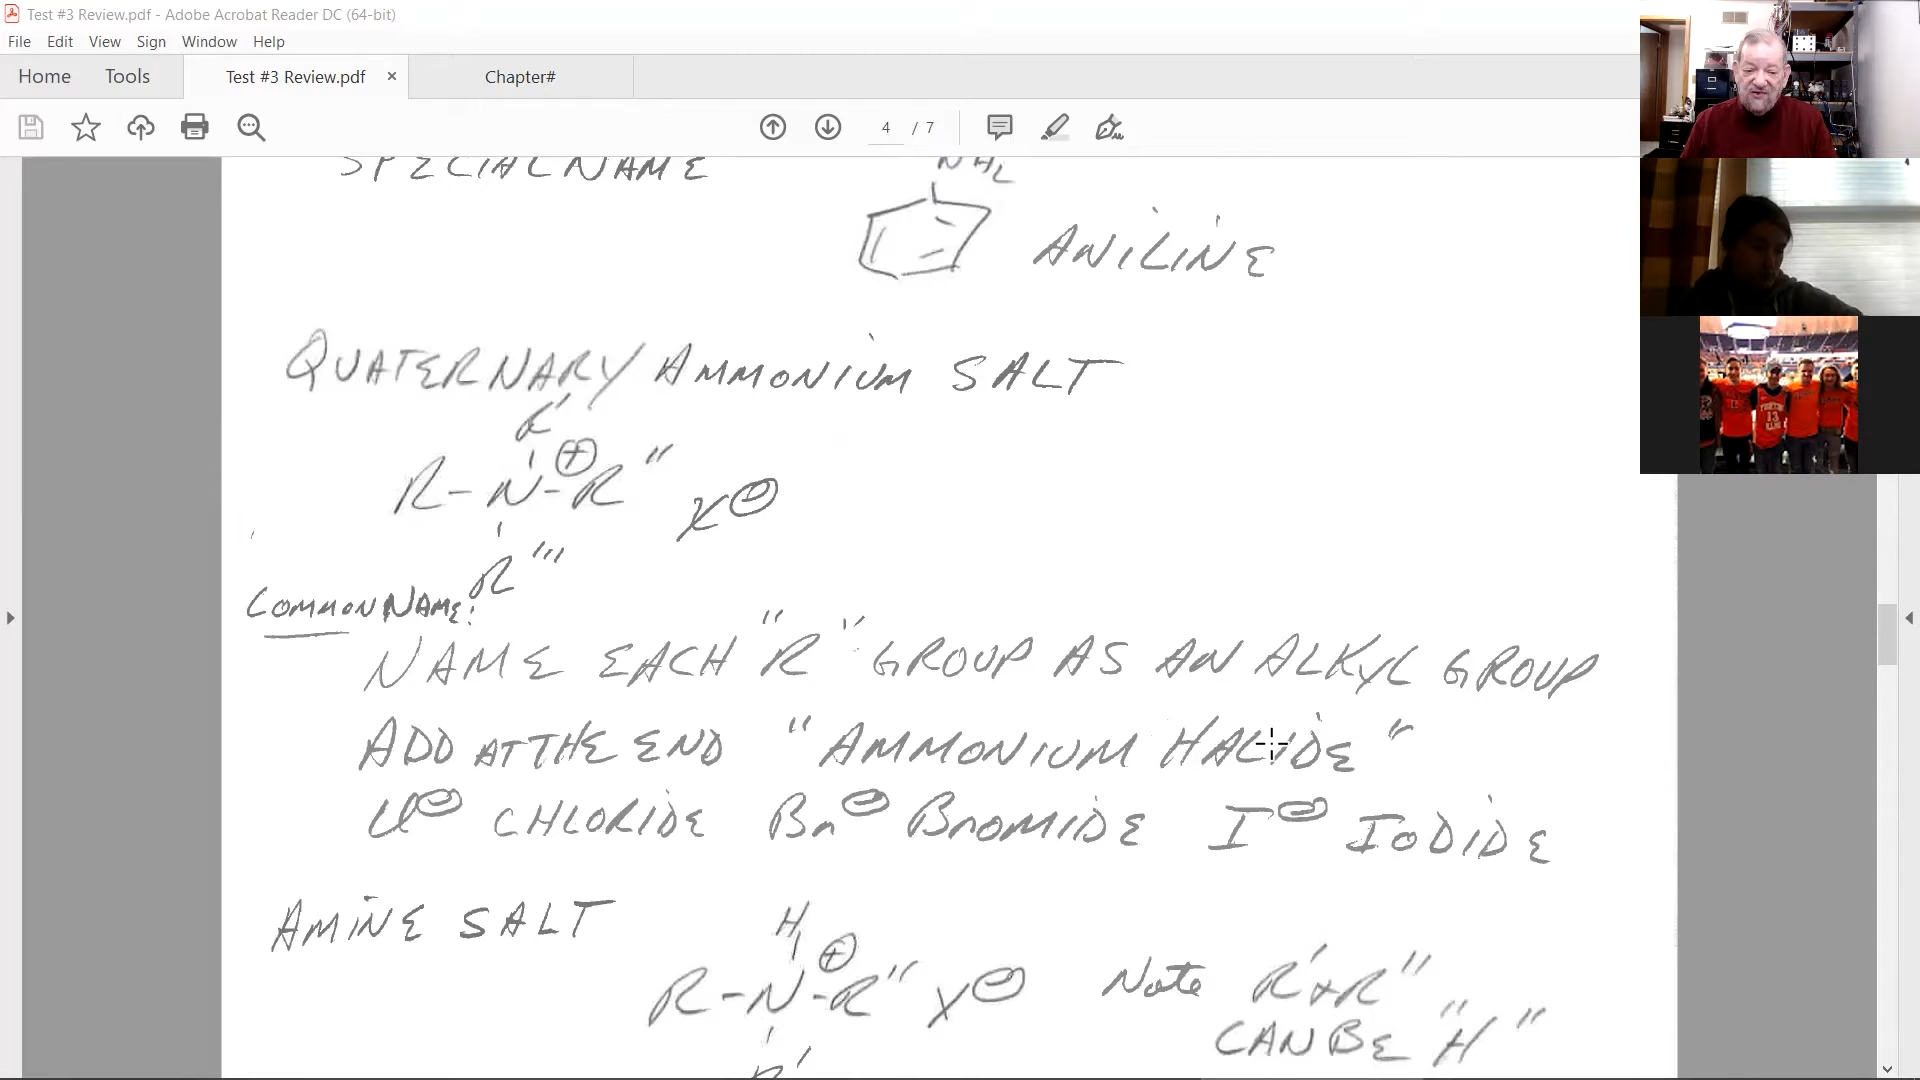 Test #3 Review.pdf - Adobe Acrobat Reader DC (64-bit)
File Edit View Sign Window Help
Home Tools Test #3 Review.pdf × Chapter#
4 / 7
SPECIAL NAME
NH2
ANILINE
QUATERNARY AMMONIUM SALT
R'
R-N-R" X⊖
⊕
R'''
COMMON NAME:
NAME EACH "R" GROUP AS AN ALKYL GROUP
ADD AT THE END "AMMONIUM HALIDE"
Cl⊖ CHLORIDE Br⊖ BROMIDE I⊖ IODIDE
AMINE SALT
H
⊕
R-N-R" X⊖ Note R'+R"
CAN BE "H"
R'